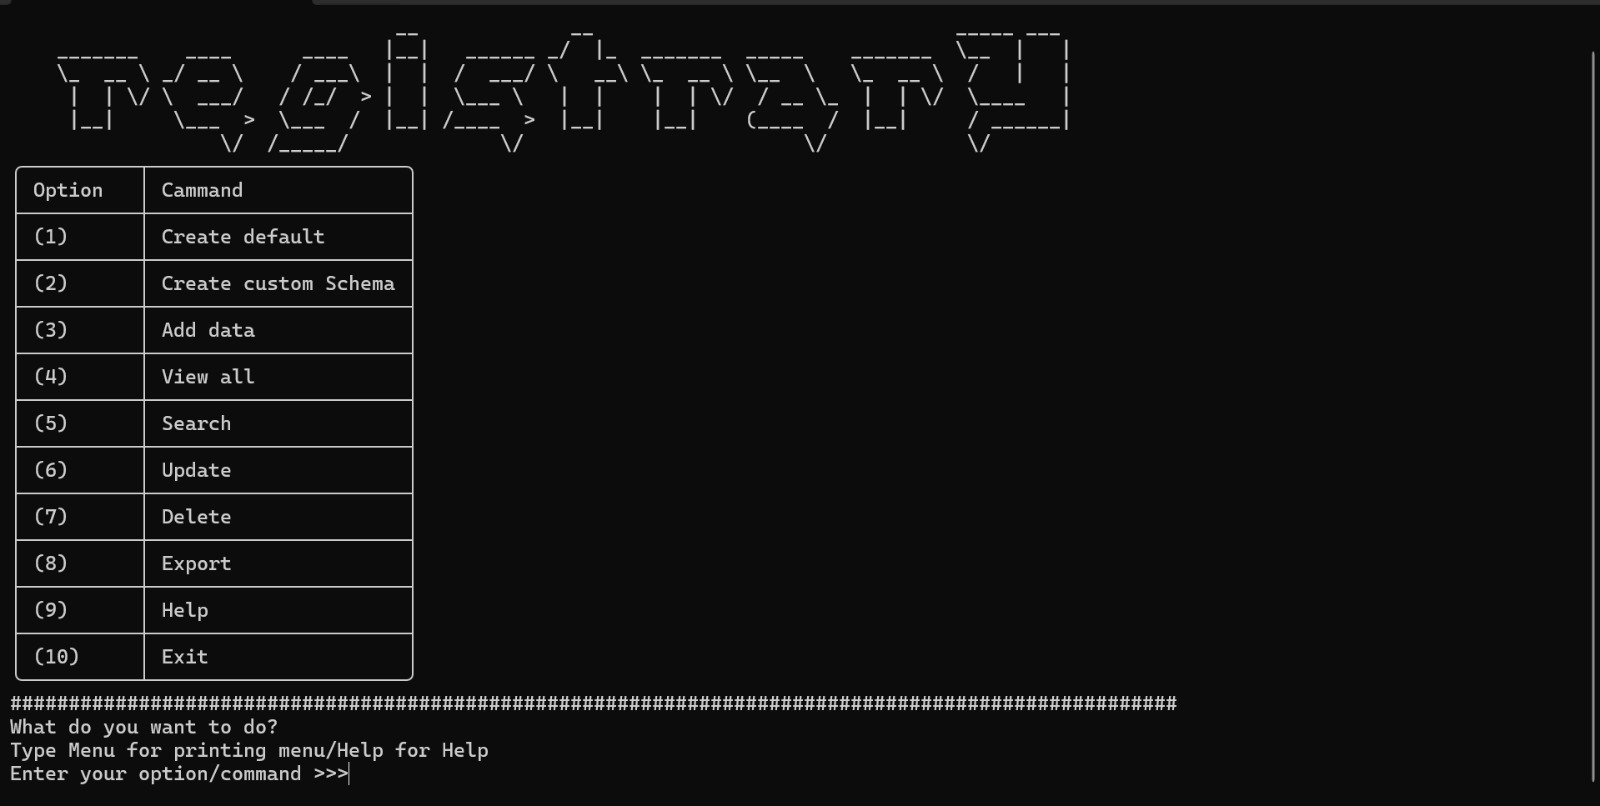 registrar
Option Cammand
(1) Create default
(2) Create custom Schema
(3) Add data
(4) View all
(5) Search
(6) Update
(7) Delete
(8) Export
(9) Help
(10) Exit
####################################################################################################
What do you want to do?
Type Menu for printing menu/Help for Help
Enter your option/command >>>